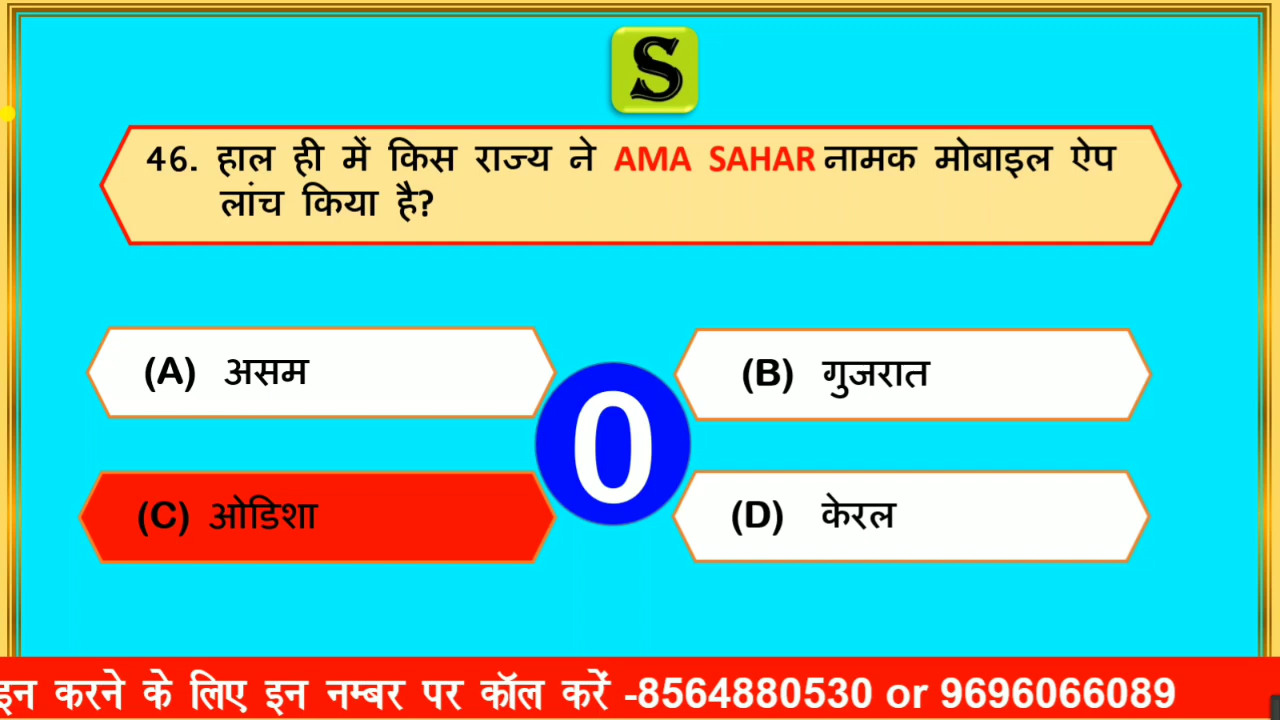 S
46. हाल ही में किस राज्य ने AMA SAHAR नामक मोबाइल ऐप
लांच किया है?
(A) असम
(B) गुजरात
0
(C) ओडिशा
(D) केरल
इन करने के लिए इन नम्बर पर कॉल करें -8564880530 or 9696066089